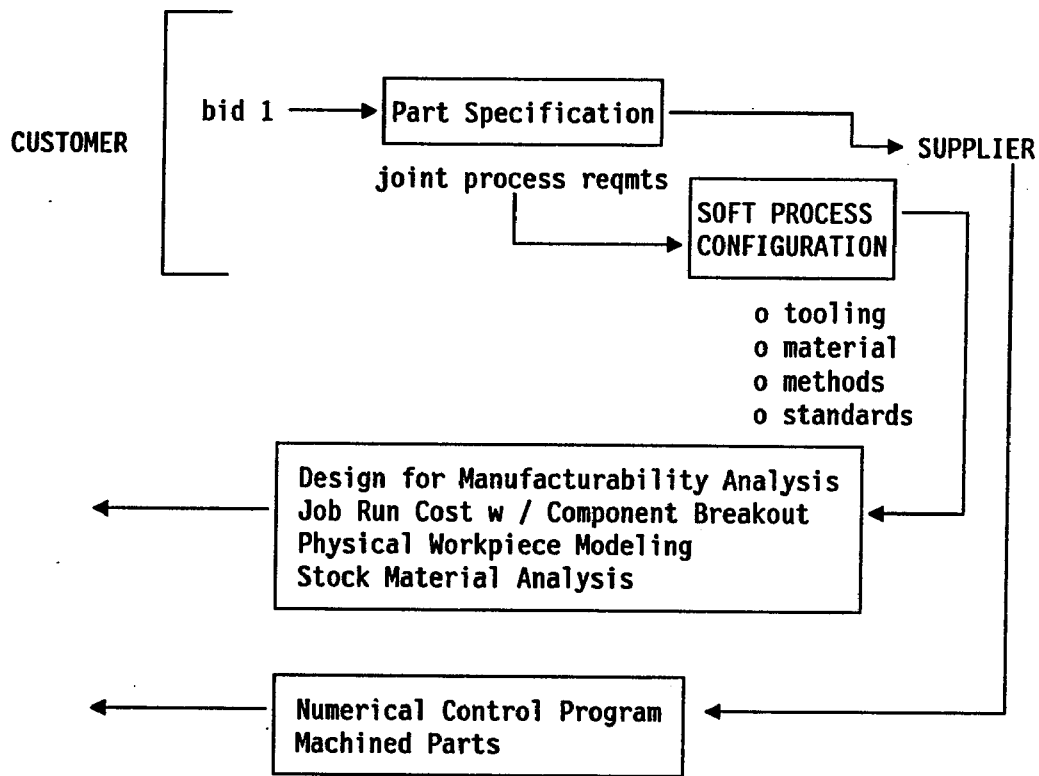 bid 1
Part Specification
CUSTOMER
SUPPLIER
joint process reqmts
SOFT PROCESS
CONFIGURATION
o tooling
o material
o methods
o standards
Design for Manufacturability Analysis
Job Run Cost w / Component Breakout
Physical Workpiece Modeling
Stock Material Analysis
Numerical Control Program
Machined Parts